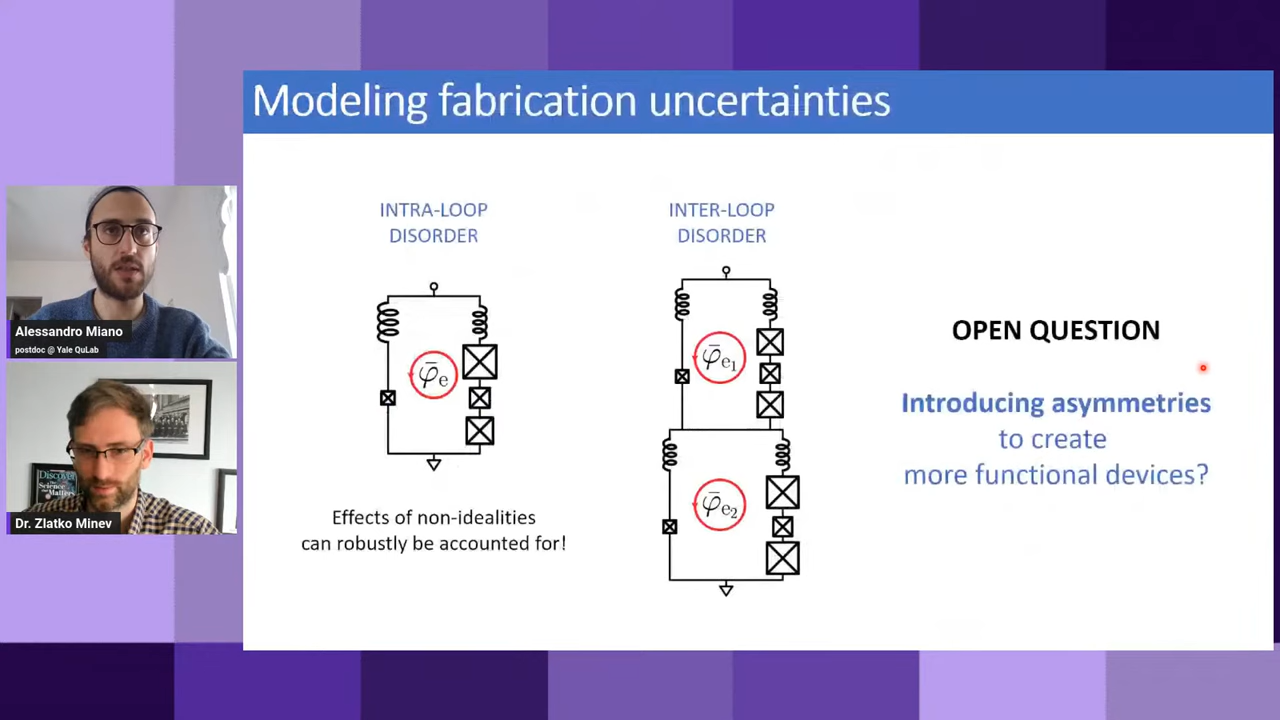 Modeling fabrication uncertainties
INTRA-LOOP
DISORDER
φ̄e
Effects of non-idealities
can robustly be accounted for!
INTER-LOOP
DISORDER
φ̄e1
φ̄e2
OPEN QUESTION
Introducing asymmetries
to create
more functional devices?
Alessandro Miano
postdoc @ Yale QuLab
Discover
Dr. Zlatko Minev